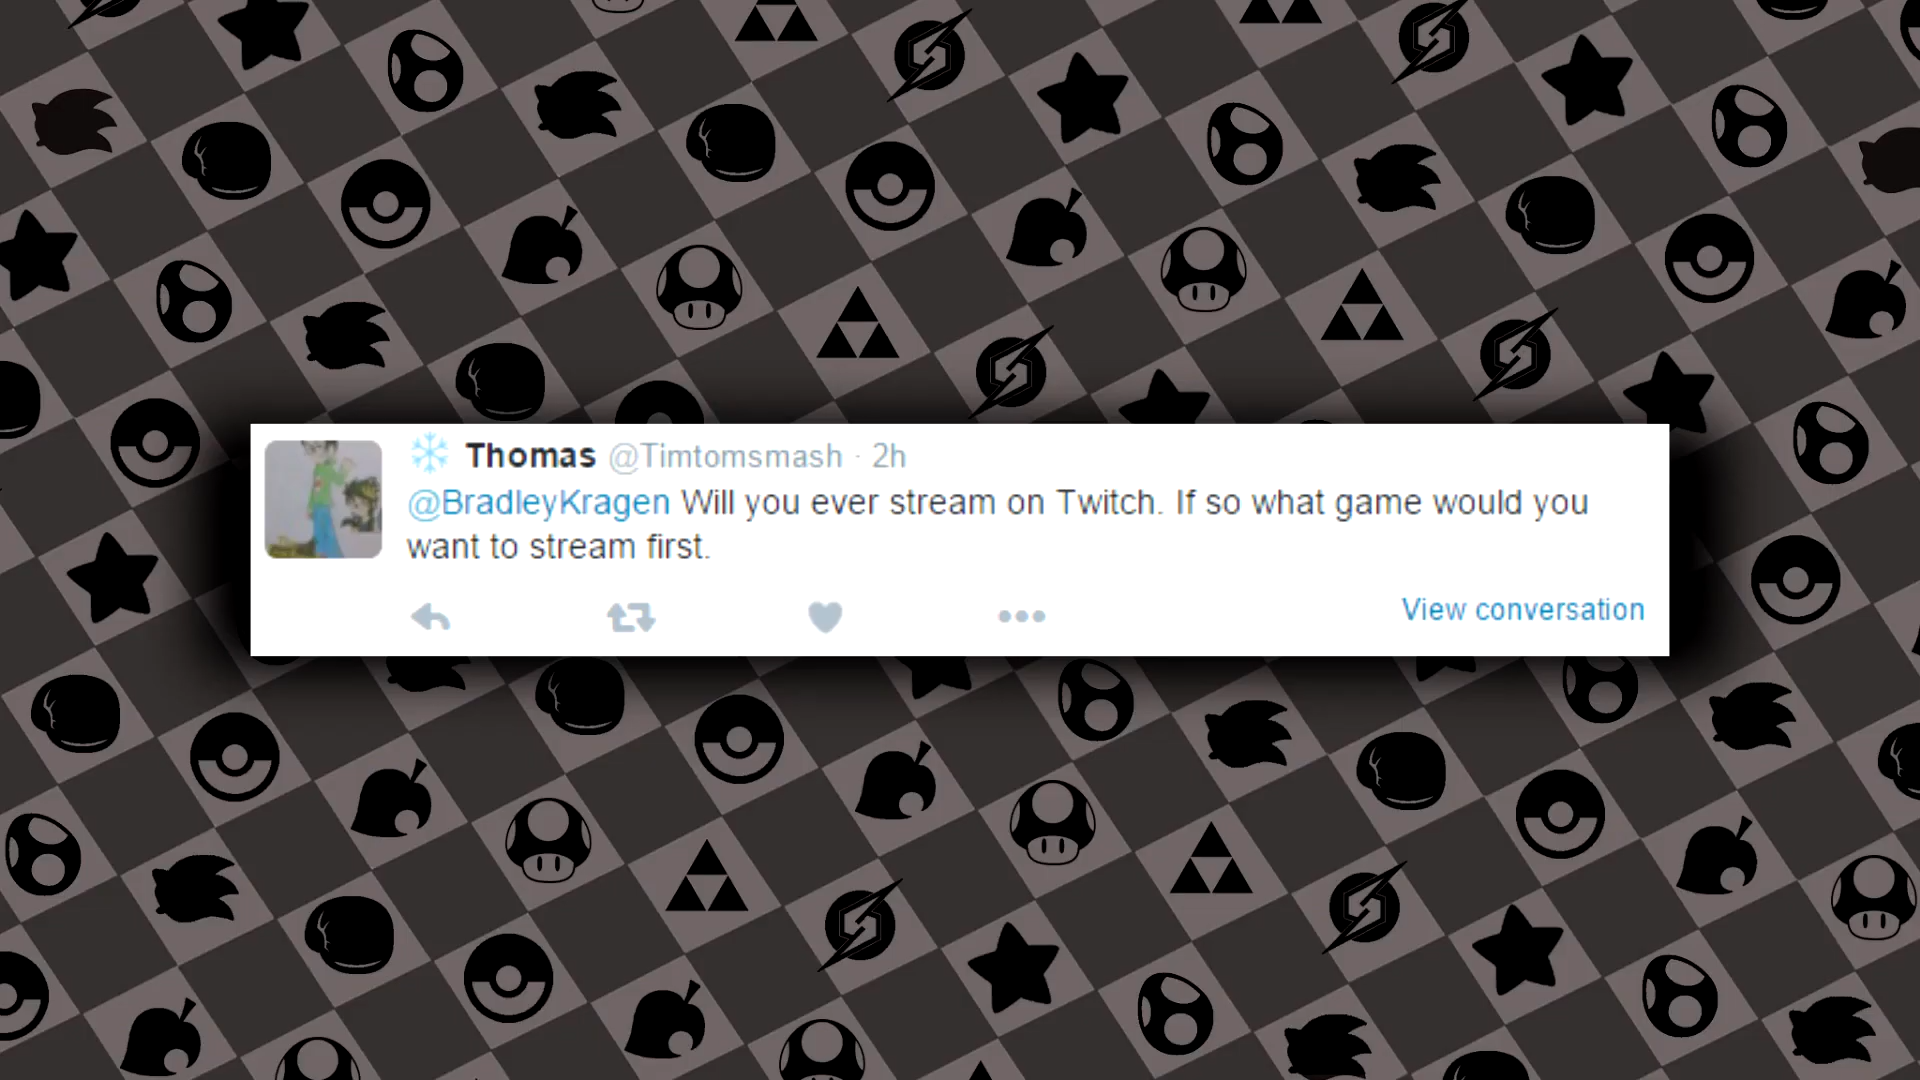 ❄ Thomas @Timtomsmash · 2h
@BradleyKragen Will you ever stream on Twitch. If so what game would you
want to stream first.
View conversation